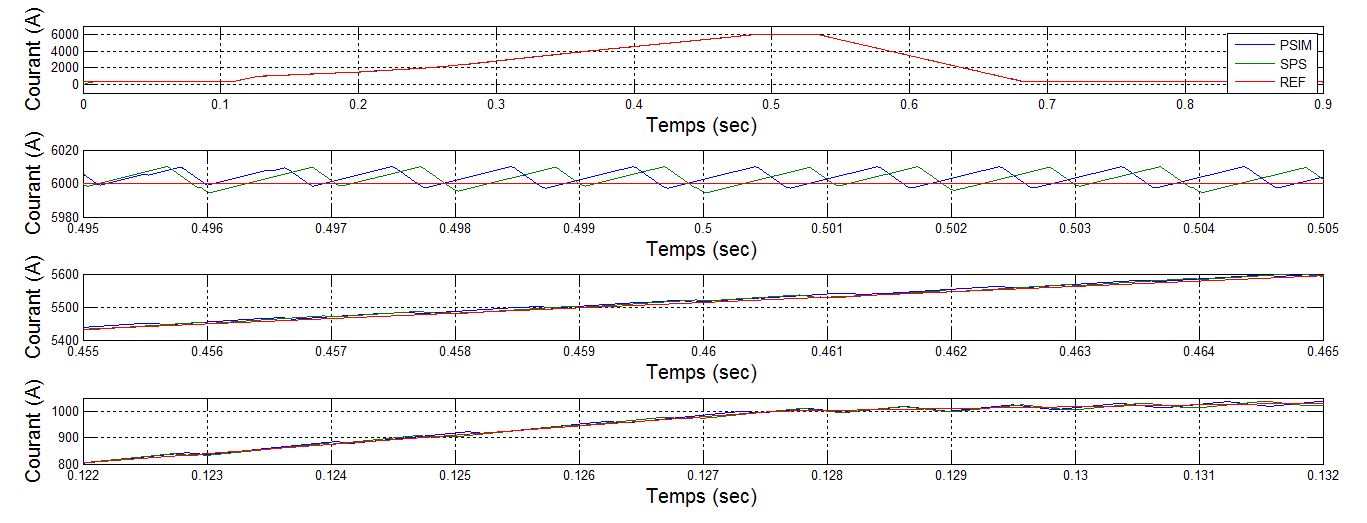 Courant (A)
6000
4000
2000
0
PSIM
SPS
REF
0 0.1 0.2 0.3 0.4 0.5 0.6 0.7 0.8 0.9
Temps (sec)
Courant (A)
6020
6000
5980
0.495 0.496 0.497 0.498 0.499 0.5 0.501 0.502 0.503 0.504 0.505
Temps (sec)
Courant (A)
5600
5500
5400
0.455 0.456 0.457 0.458 0.459 0.46 0.461 0.462 0.463 0.464 0.465
Temps (sec)
Courant (A)
1000
900
800
0.122 0.123 0.124 0.125 0.126 0.127 0.128 0.129 0.13 0.131 0.132
Temps (sec)